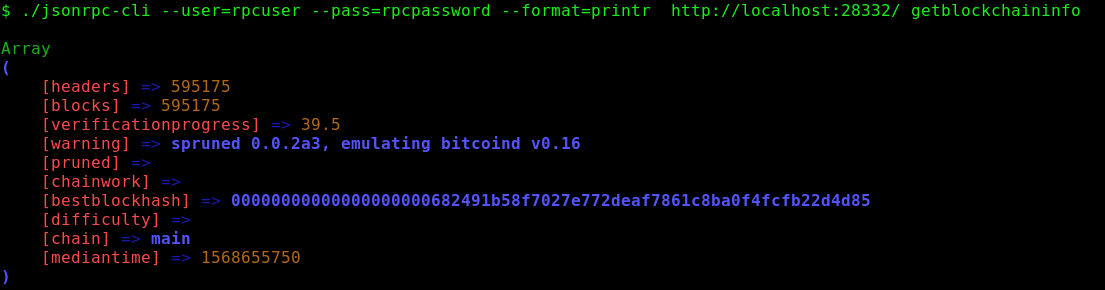 $ ./jsonrpc-cli --user=rpcuser --pass=rpcpassword --format=printr  http://localhost:28332/ getblockchaininfo

Array
(
    [headers] => 595175
    [blocks] => 595175
    [verificationprogress] => 39.5
    [warning] => spruned 0.0.2a3, emulating bitcoind v0.16
    [pruned] =>
    [chainwork] =>
    [bestblockhash] => 00000000000000000000682491b58f7027e772deaf7861c8ba0f4fcfb22d4d85
    [difficulty] =>
    [chain] => main
    [mediantime] => 1568655750
)